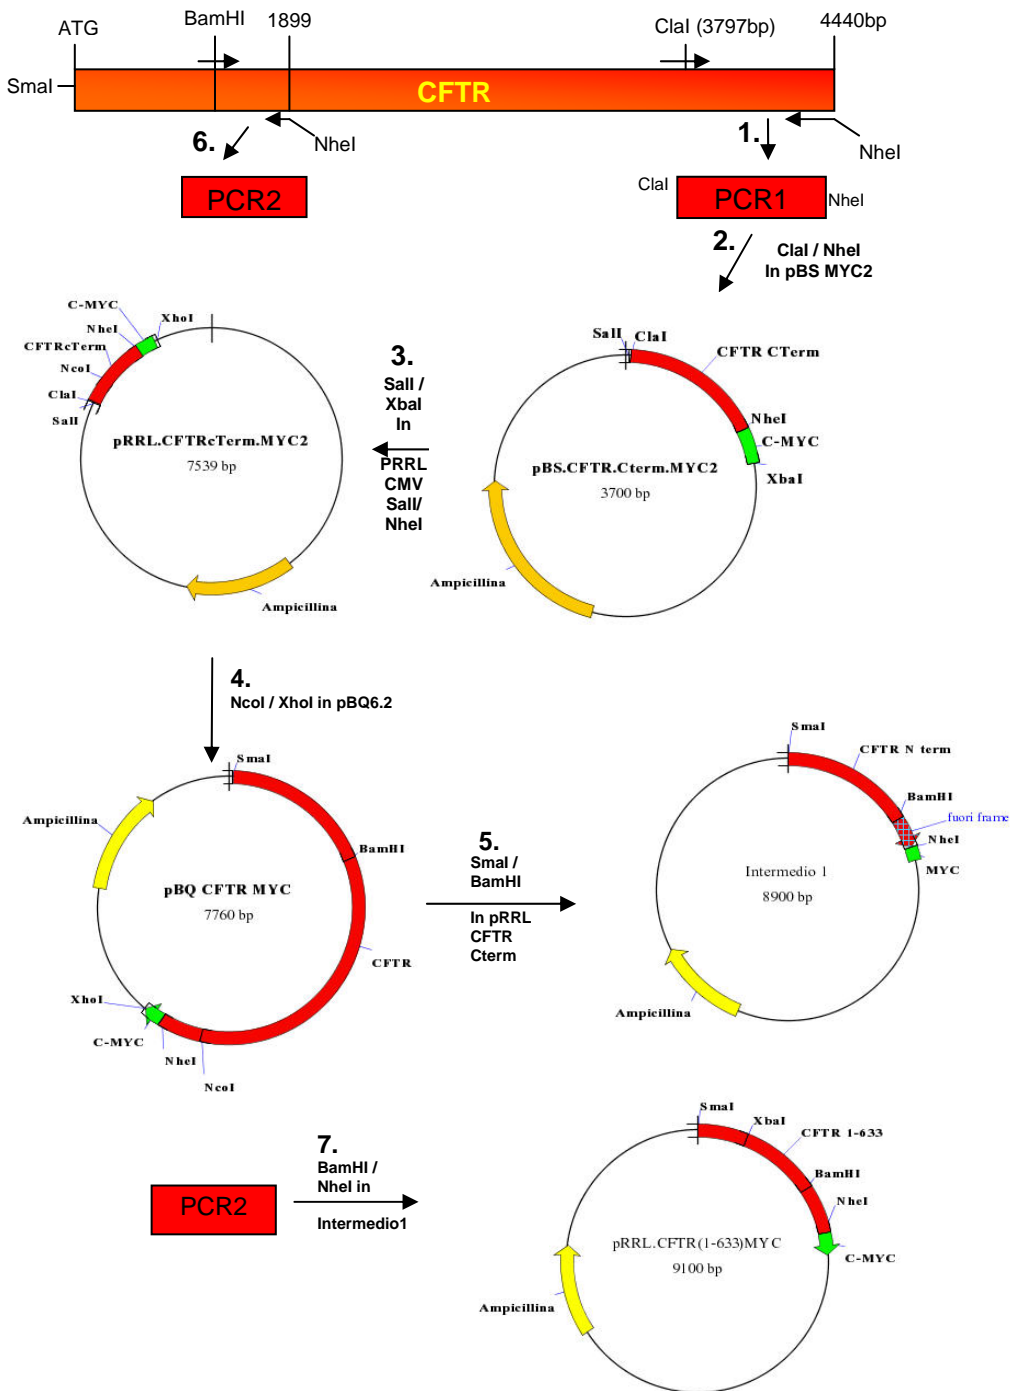 ATG
BamHI
1899
ClaI (3797bp)
4440bp
SmaI
CFTR
6.
NheI
1.
NheI
PCR2
ClaI
PCR1
NheI
2.
ClaI / NheI
In pBS MYC2
C-MYC
XhoI
NheI
CFTRcTerm
NcoI
ClaI
SalI
pRRL.CFTRcTerm.MYC2
7539 bp
Ampicillina
3.
SalI /
XbaI
In
PRRL
CMV
SalI/
NheI
SalI
ClaI
CFTR CTerm
NheI
C-MYC
XbaI
pBS.CFTR.Cterm.MYC2
3700 bp
Ampicillina
4.
NcoI / XhoI in pBQ6.2
SmaI
Ampicillina
BamHI
pBQ CFTR MYC
7760 bp
CFTR
XhoI
C-MYC
NheI
NcoI
5.
SmaI /
BamHI
In pRRL
CFTR
Cterm
SmaI
CFTR N term
BamHI
fuori frame
NheI
MYC
Intermedio 1
8900 bp
Ampicillina
7.
BamHI /
NheI in
Intermedio1
PCR2
SmaI
XbaI
CFTR 1-633
BamHI
NheI
C-MYC
pRRL.CFTR(1-633)MYC
9100 bp
Ampicillina